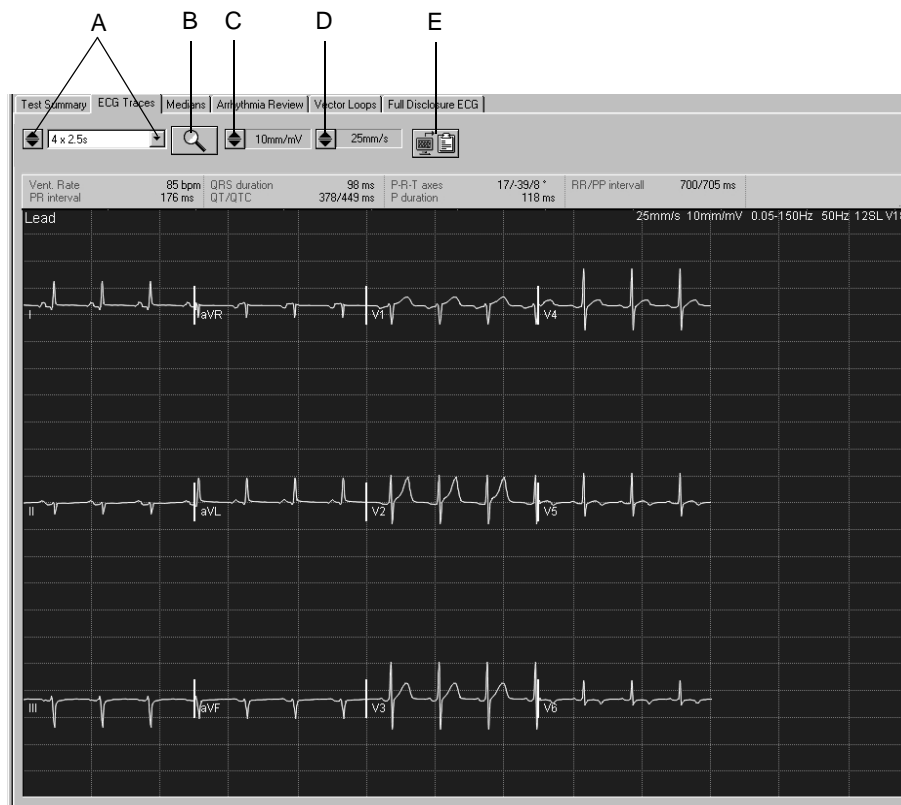 A B C D E
Test Summary ECG Traces Medians Arrhythmia Review Vector Loops Full Disclosure ECG
4 x 2.5s 10mm/mV 25mm/s
Vent. Rate 85 bpm QRS duration 98 ms P-R-T axes 17/-39/8 ° RR/PP intervall 700/705 ms
PR interval 176 ms QT/QTC 378/449 ms P duration 118 ms
Lead 25mm/s 10mm/mV 0.05-150Hz 50Hz 12SL V18
I aVR V1 V4
II aVL V2 V5
III aVF V3 V6